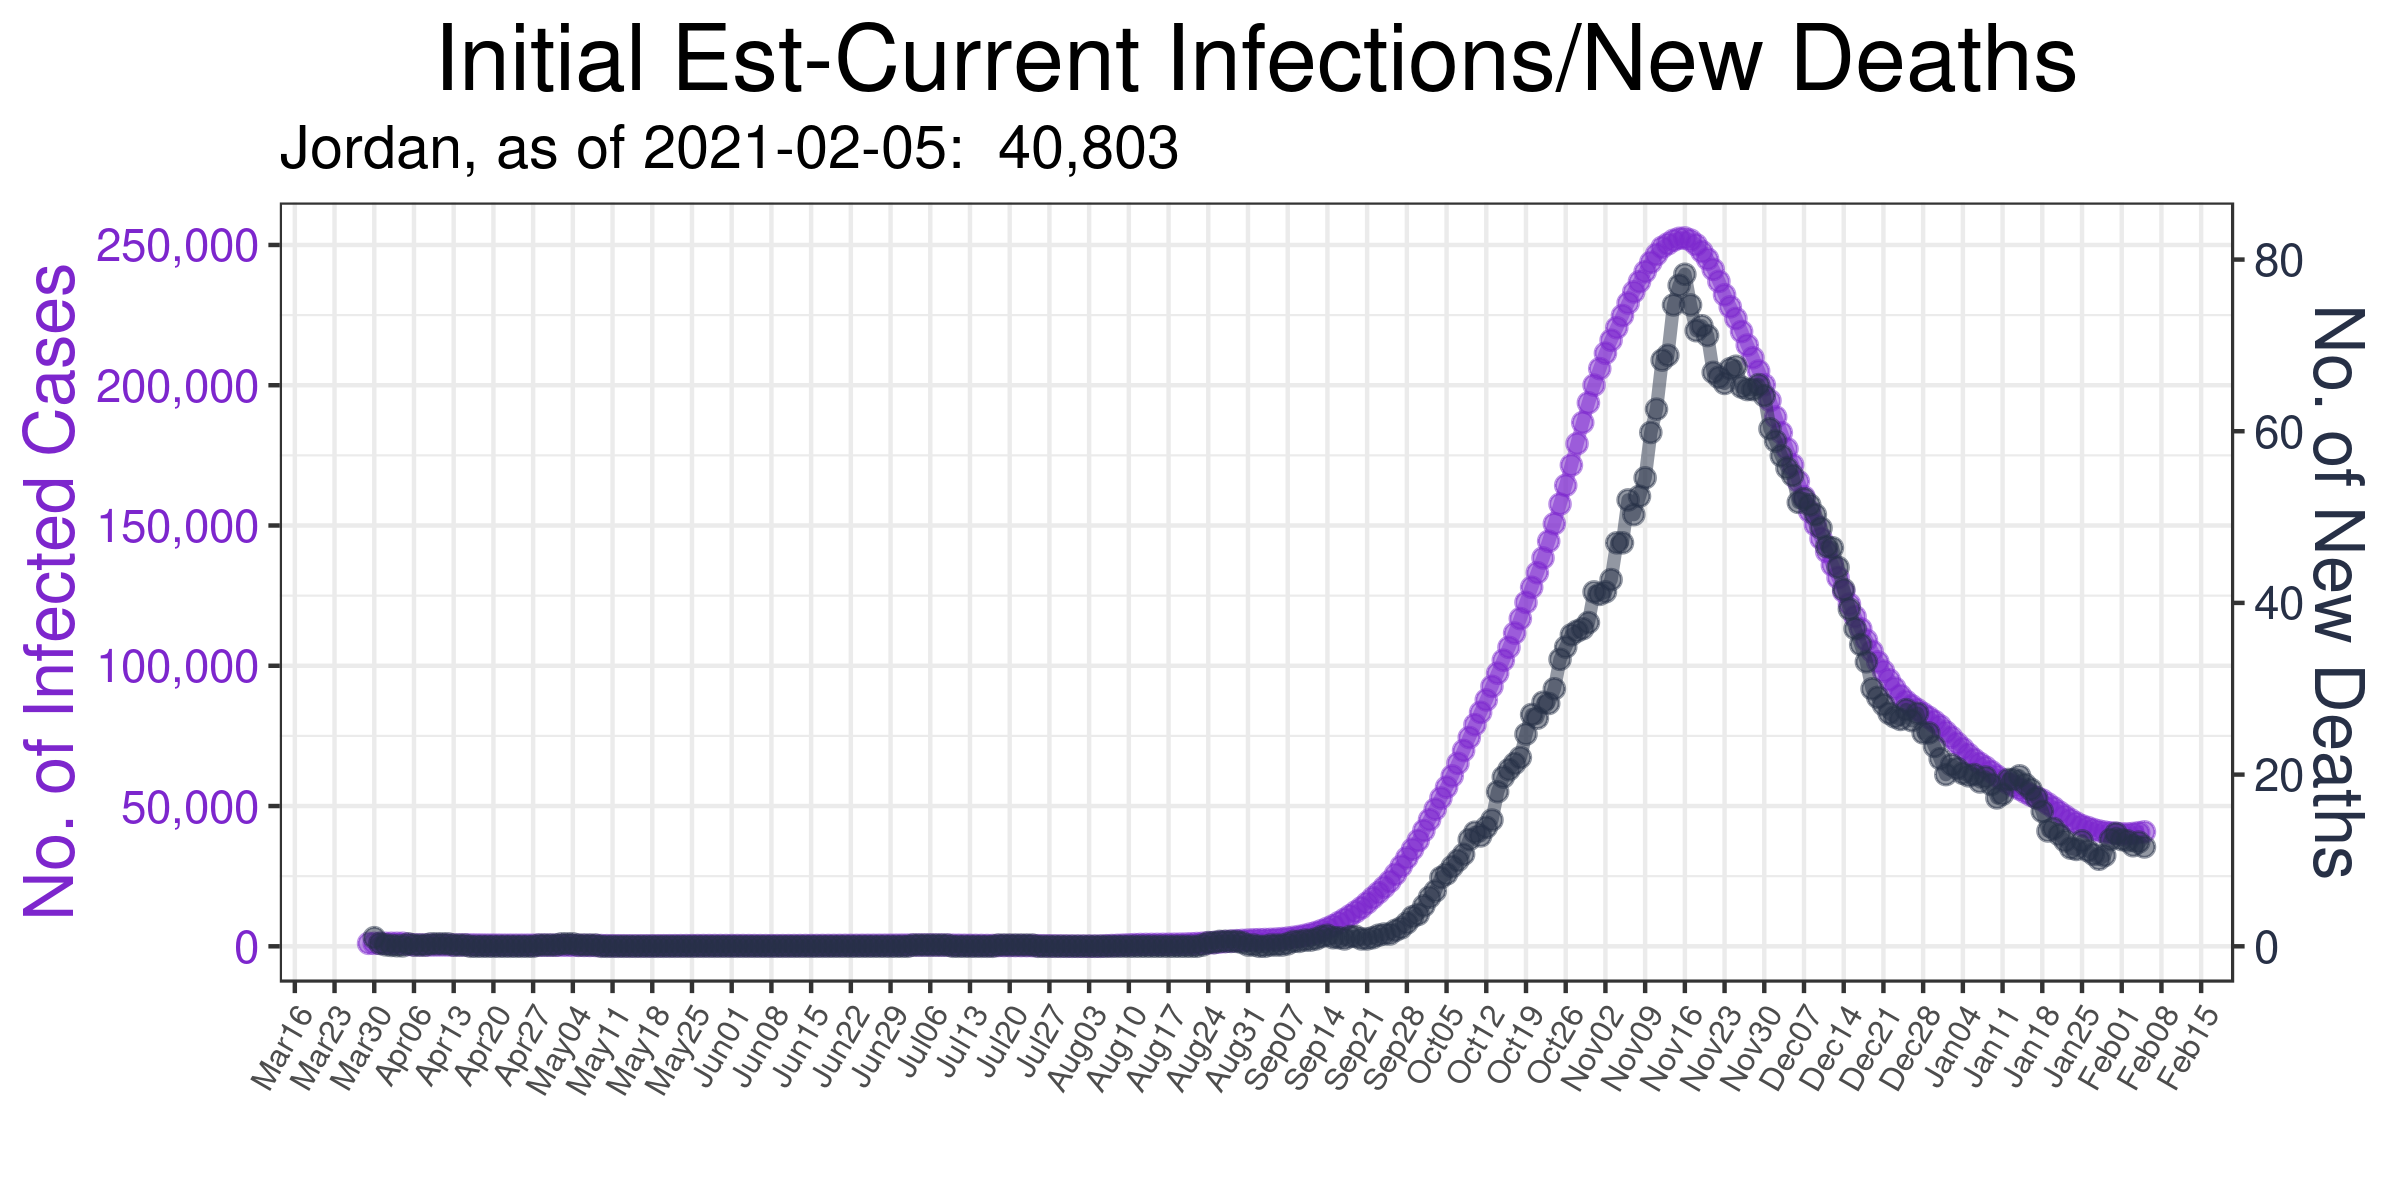 Initial Est-Current Infections/New Deaths
Jordan, as of 2021-02-05:  40,803
No. of Infected Cases
250,000
200,000
150,000
100,000
50,000
0
80
60
40
20
0
No. of New Deaths
Mar16
Mar23
Mar30
Apr06
Apr13
Apr20
Apr27
May04
May11
May18
May25
Jun01
Jun08
Jun15
Jun22
Jun29
Jul06
Jul13
Jul20
Jul27
Aug03
Aug10
Aug17
Aug24
Aug31
Sep07
Sep14
Sep21
Sep28
Oct05
Oct12
Oct19
Oct26
Nov02
Nov09
Nov16
Nov23
Nov30
Dec07
Dec14
Dec21
Dec28
Jan04
Jan11
Jan18
Jan25
Feb01
Feb08
Feb15